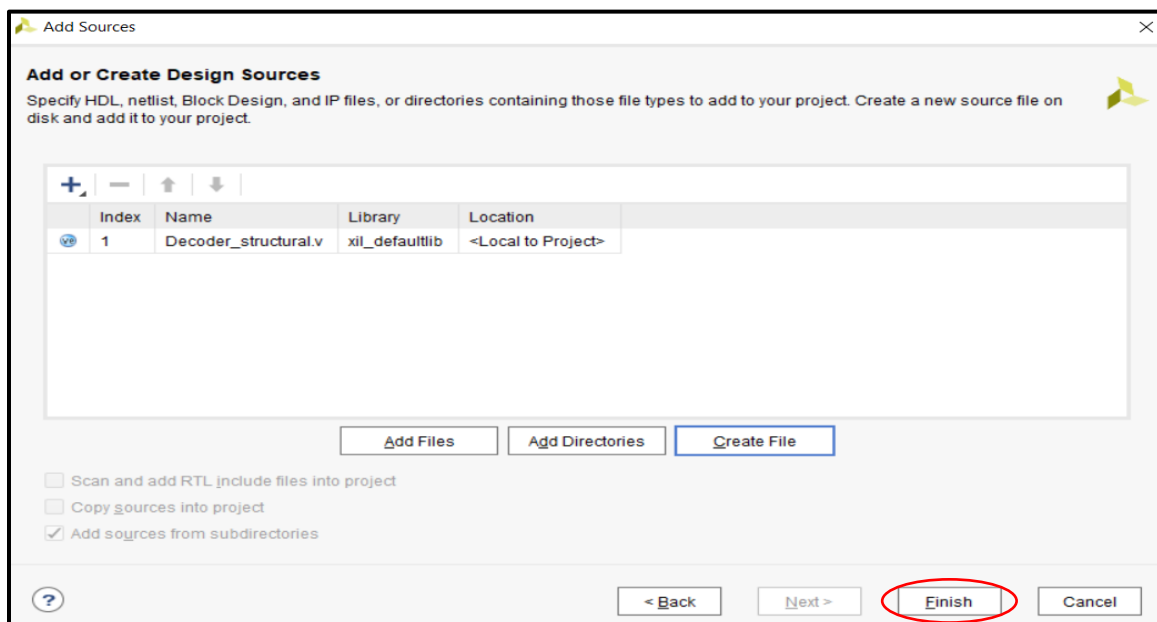 Add Sources
Add or Create Design Sources
Specify HDL, netlist, Block Design, and IP files, or directories containing those file types to add to your project. Create a new source file on
disk and add it to your project.
Index Name Library Location
1 Decoder_structural.v xil_defaultlib <Local to Project>
Add Files Add Directories Create File
Scan and add RTL include files into project
Copy sources into project
Add sources from subdirectories
? < Back Next > Finish Cancel